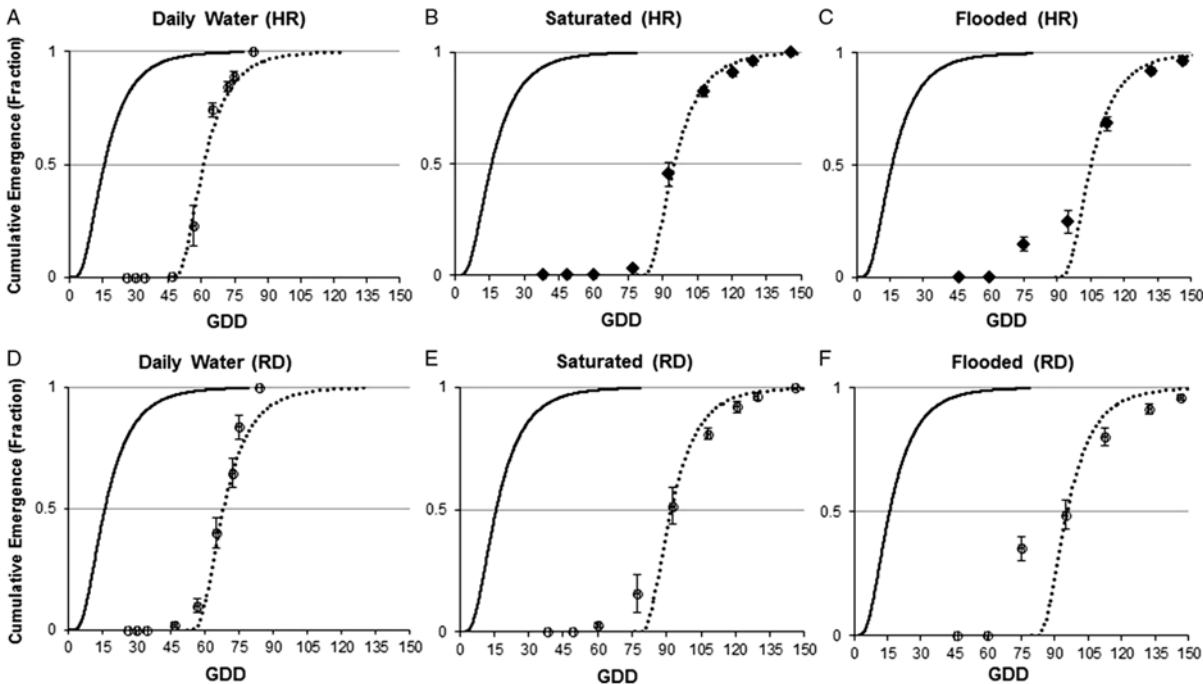 A Daily Water (HR)
Cumulative Emergence (Fraction)
1
0.5
0
0 15 30 45 60 75 90 105 120 135 150
GDD
B Saturated (HR)
1
0.5
0
0 15 30 45 60 75 90 105 120 135 150
GDD
C Flooded (HR)
1
0.5
0
0 15 30 45 60 75 90 105 120 135 150
GDD
D Daily Water (RD)
Cumulative Emergence (Fraction)
1
0.5
0
0 15 30 45 60 75 90 105 120 135 150
GDD
E Saturated (RD)
1
0.5
0
0 15 30 45 60 75 90 105 120 135 150
GDD
F Flooded (RD)
1
0.5
0
0 15 30 45 60 75 90 105 120 135 150
GDD